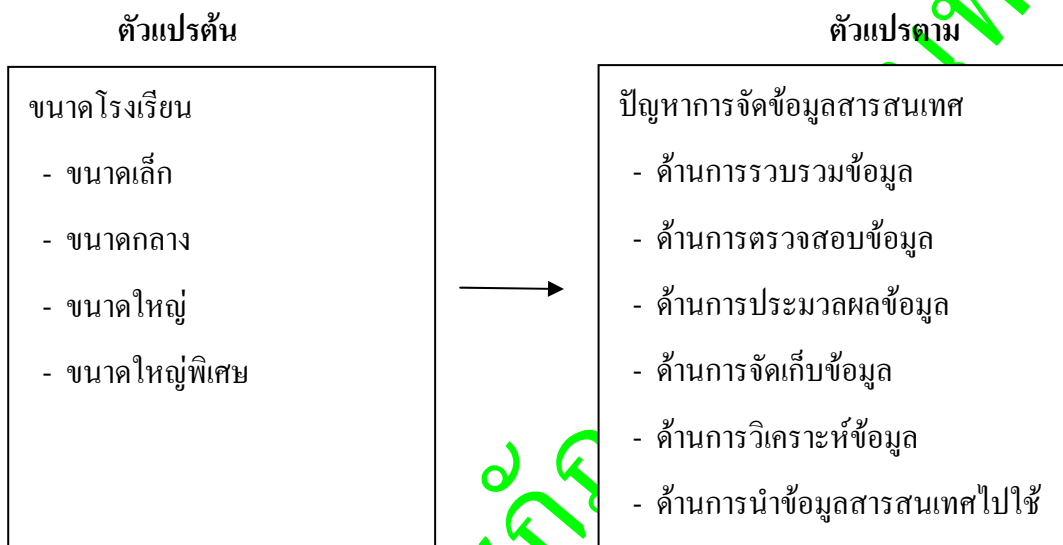 ตัวแปรต้น
ตัวแปรตาม
ขนาดโรงเรียน
- ขนาดเล็ก
- ขนาดกลาง
- ขนาดใหญ่
- ขนาดใหญ่พิเศษ
ปัญหาการจัดข้อมูลสารสนเทศ
- ด้านการรวบรวมข้อมูล
- ด้านการตรวจสอบข้อมูล
- ด้านการประมวลผลข้อมูล
- ด้านการจัดเก็บข้อมูล
- ด้านการวิเคราะห์ข้อมูล
- ด้านการนำข้อมูลสารสนเทศไปใช้